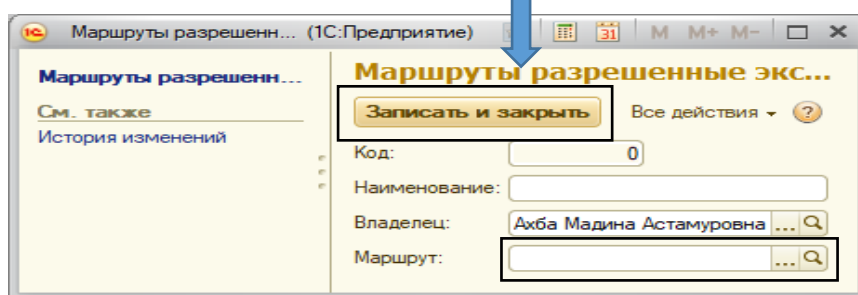 Маршруты разрешенн... (1С:Предприятие) M M+ M-
Маршруты разрешенн...
См. также
История изменений
Маршруты разрешенные экс...
Записать и закрыть Все действия ?
Код: 0
Наименование:
Владелец: Ахба Мадина Астамуровна ...
Маршрут: ...